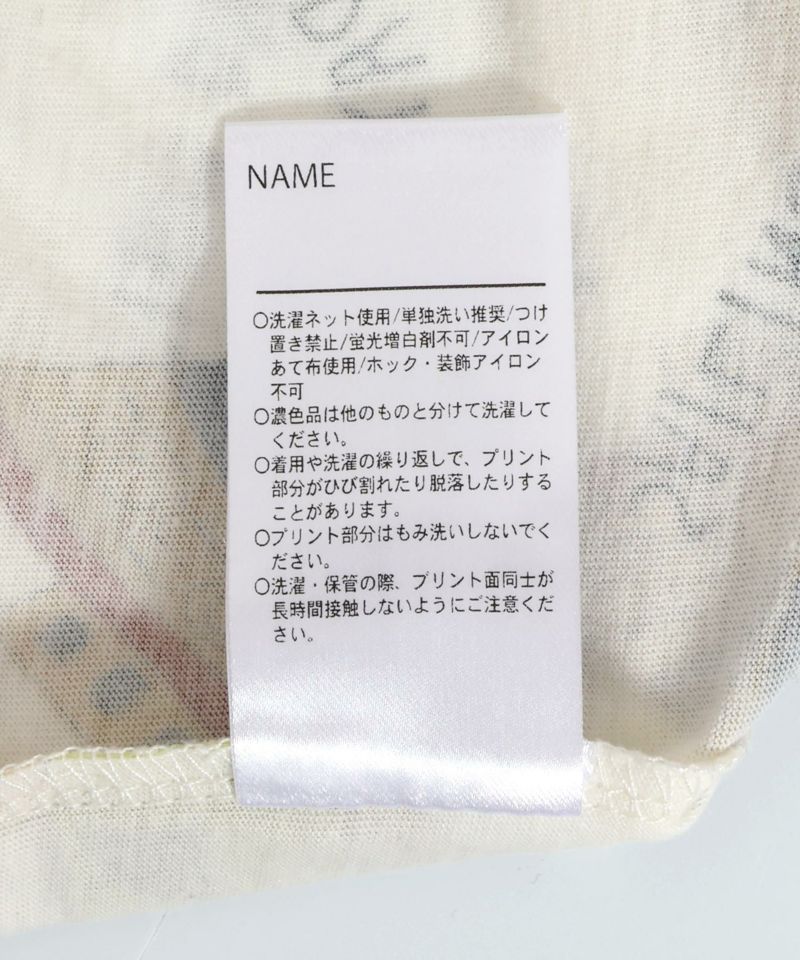 NAME
○洗濯ネット使用/単独洗い推奨/つけ
置き禁止/蛍光増白剤不可/アイロン
あて布使用/ホック・装飾アイロン
不可
○濃色品は他のものと分けて洗濯して
ください。
○着用や洗濯の繰り返しで、プリント
部分がひび割れたり脱落したりする
ことがあります。
○プリント部分はもみ洗いしないでく
ださい。
○洗濯・保管の際、プリント面同士が
長時間接触しないようにご注意くだ
さい。